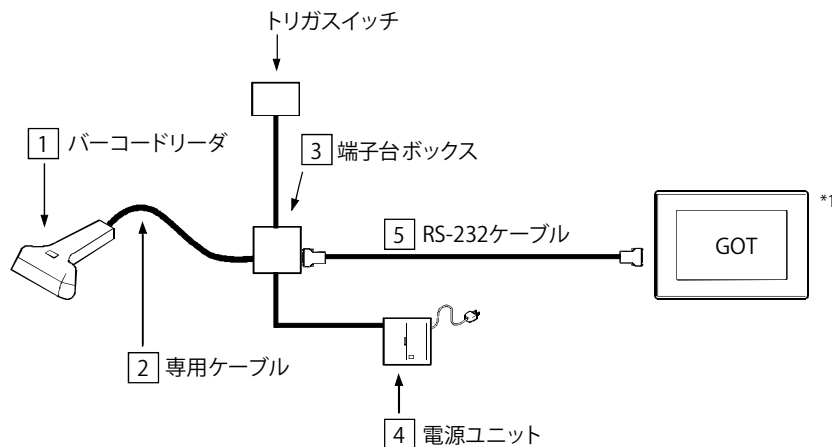 トリガスイッチ
1 バーコードリーダ
3 端子台ボックス
*1
5 RS-232ケーブル
GOT
2 専用ケーブル
4 電源ユニット